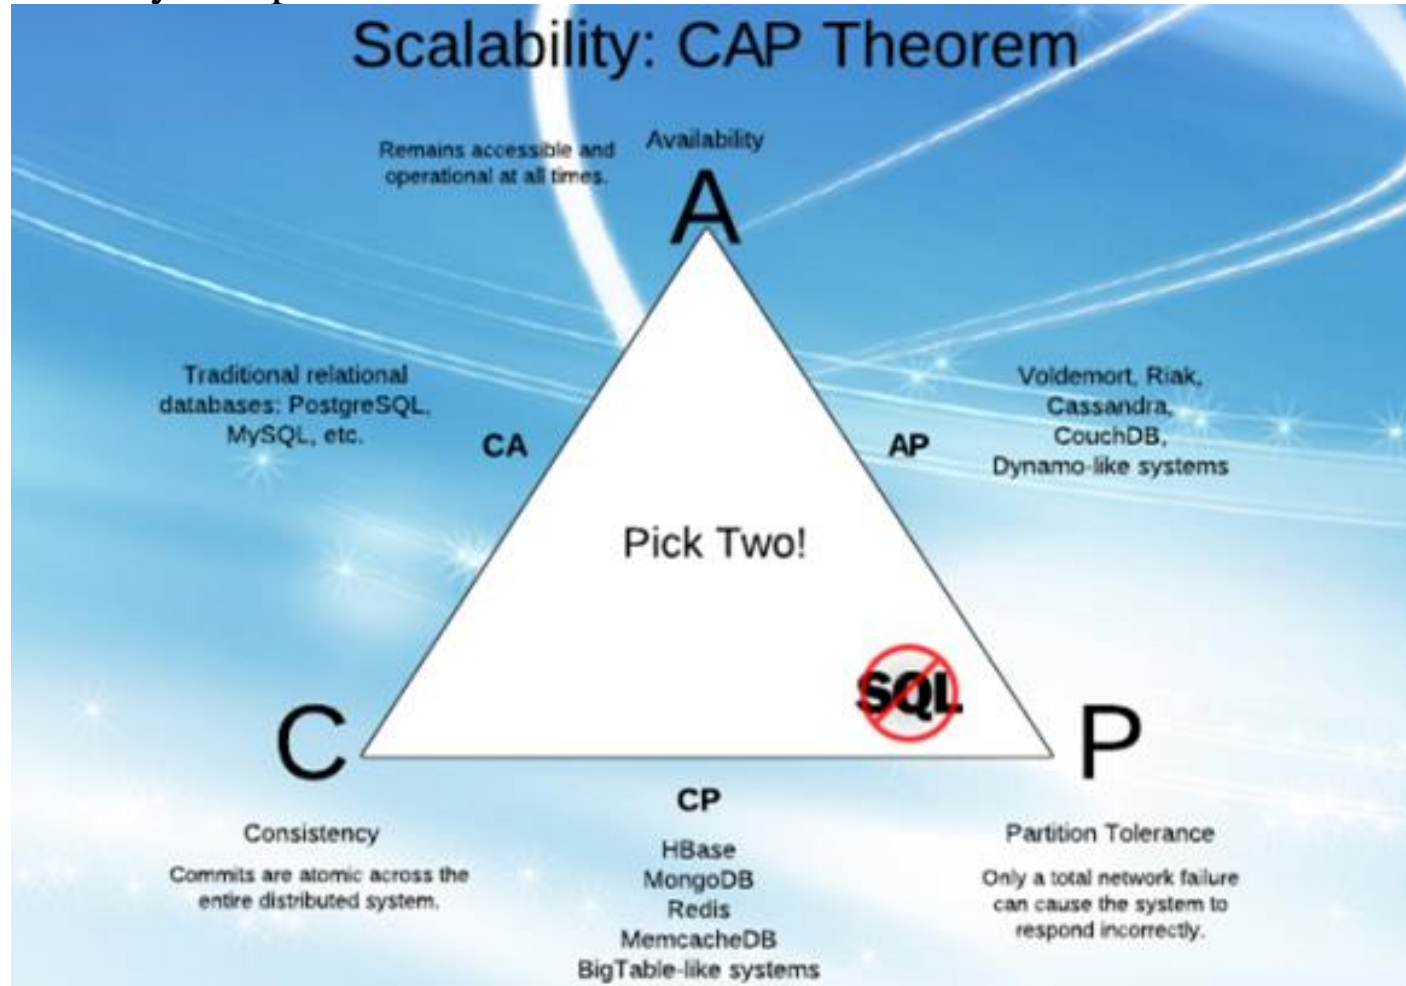 Scalability: CAP Theorem
Availability
Remains accessible and
operational at all times.
A
Traditional relational
databases: PostgreSQL,
MySQL, etc.
CA
AP
Voldemort, Riak,
Cassandra,
CouchDB,
Dynamo-like systems
Pick Two!
SQL
C
P
Consistency
Commits are atomic across the
entire distributed system.
CP
HBase
MongoDB
Redis
MemcacheDB
BigTable-like systems
Partition Tolerance
Only a total network failure
can cause the system to
respond incorrectly.